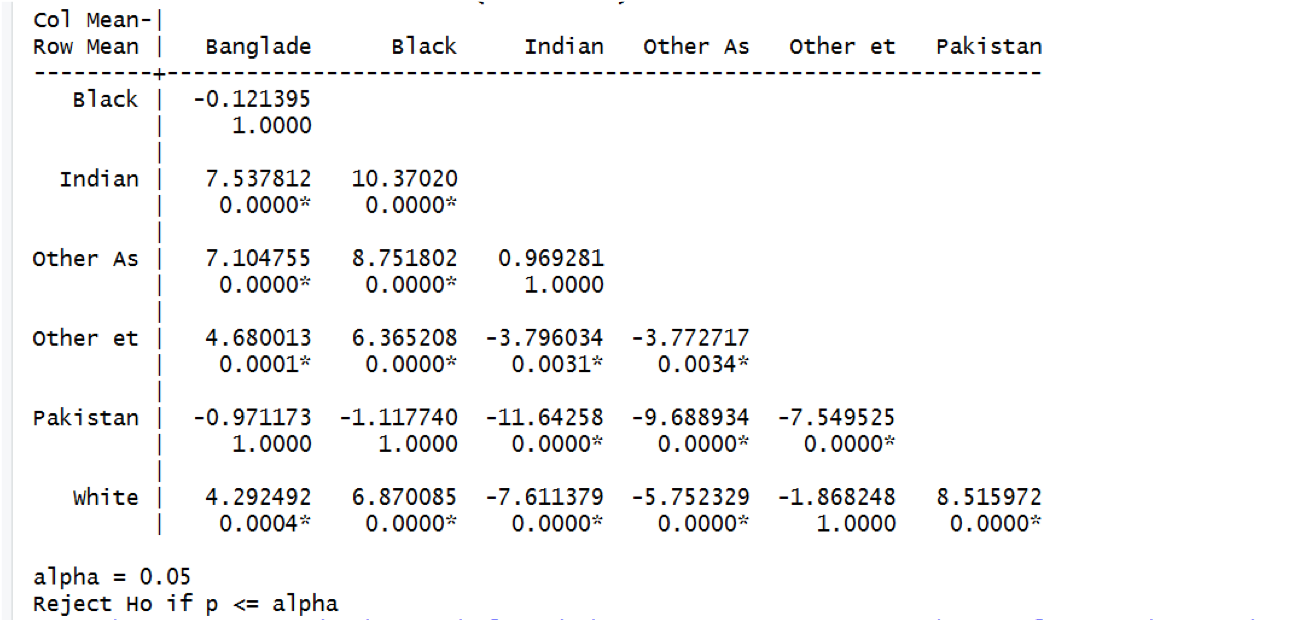 Col Mean-|
Row Mean |   Banglade      Black     Indian   Other As   Other et   Pakistan
---------+------------------------------------------------------------------
   Black |  -0.121395
         |     1.0000
         |
  Indian |   7.537812   10.37020
         |    0.0000*    0.0000*
         |
Other As |   7.104755   8.751802   0.969281
         |    0.0000*    0.0000*     1.0000
         |
Other et |   4.680013   6.365208  -3.796034  -3.772717
         |    0.0001*    0.0000*    0.0031*    0.0034*
         |
Pakistan |  -0.971173  -1.117740  -11.64258  -9.688934  -7.549525
         |     1.0000     1.0000    0.0000*    0.0000*    0.0000*
         |
   White |   4.292492   6.870085  -7.611379  -5.752329  -1.868248   8.515972
         |    0.0004*    0.0000*    0.0000*    0.0000*     1.0000    0.0000*
alpha = 0.05
Reject Ho if p <= alpha